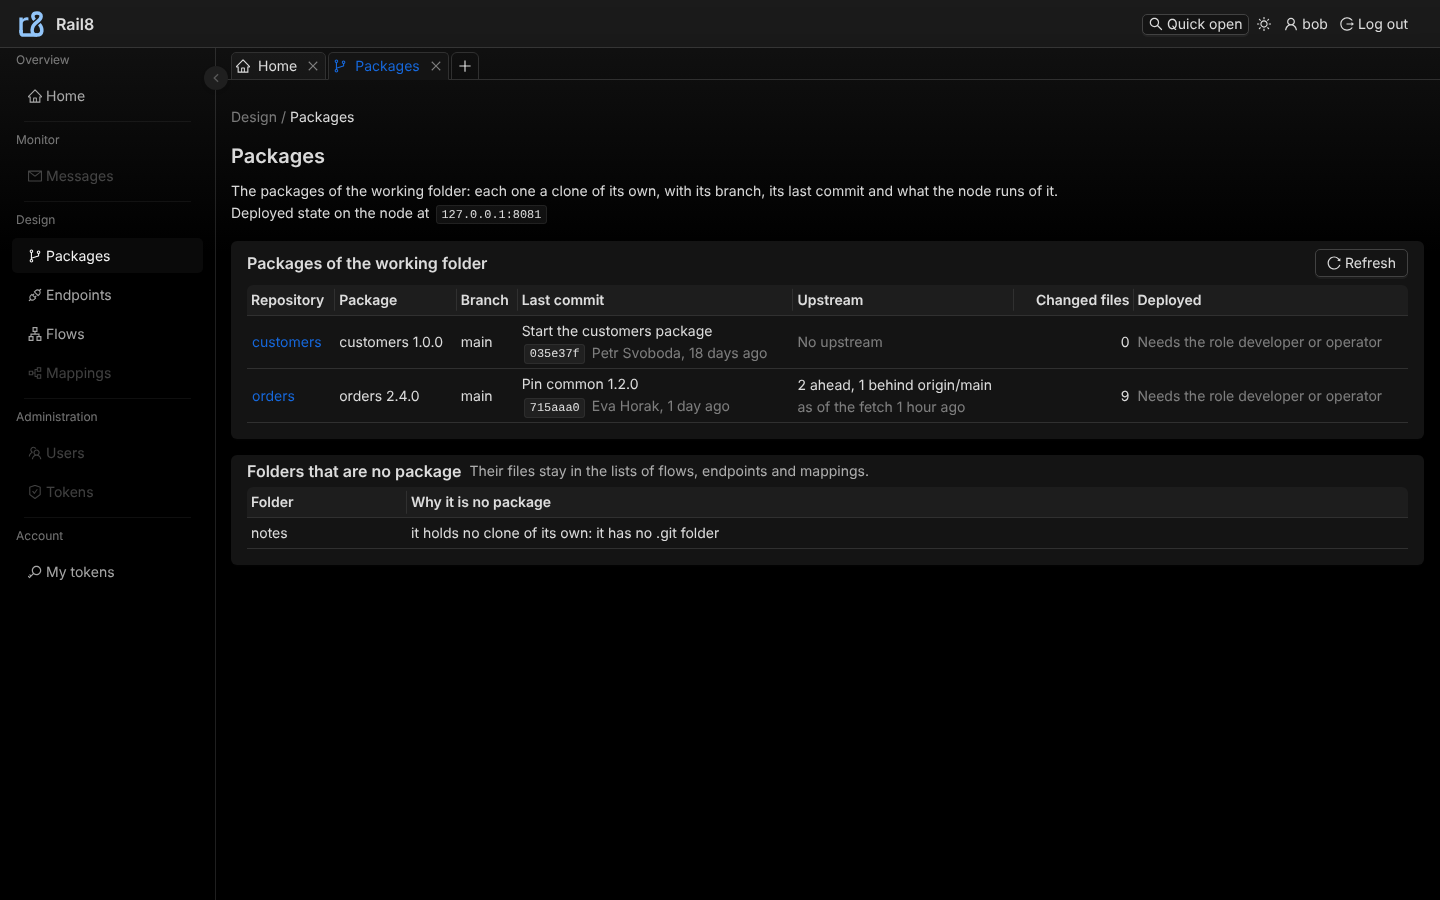 Rail8
Quick open
bob
Log out
Overview
Home
Monitor
Messages
Design
Packages
Endpoints
Flows
Mappings
Administration
Users
Tokens
Account
My tokens
Home
Packages
Design / Packages
Packages
The packages of the working folder: each one a clone of its own, with its branch, its last commit and what the node runs of it.
Deployed state on the node at 127.0.0.1:8081
Packages of the working folder
Refresh
Repository Package Branch Last commit Upstream Changed files Deployed
customers customers 1.0.0 main Start the customers package No upstream 0 Needs the role developer or operator
035e37f Petr Svoboda, 18 days ago
orders orders 2.4.0 main Pin common 1.2.0 2 ahead, 1 behind origin/main 9 Needs the role developer or operator
715aaa0 Eva Horak, 1 day ago as of the fetch 1 hour ago
Folders that are no package Their files stay in the lists of flows, endpoints and mappings.
Folder Why it is no package
notes it holds no clone of its own: it has no .git folder